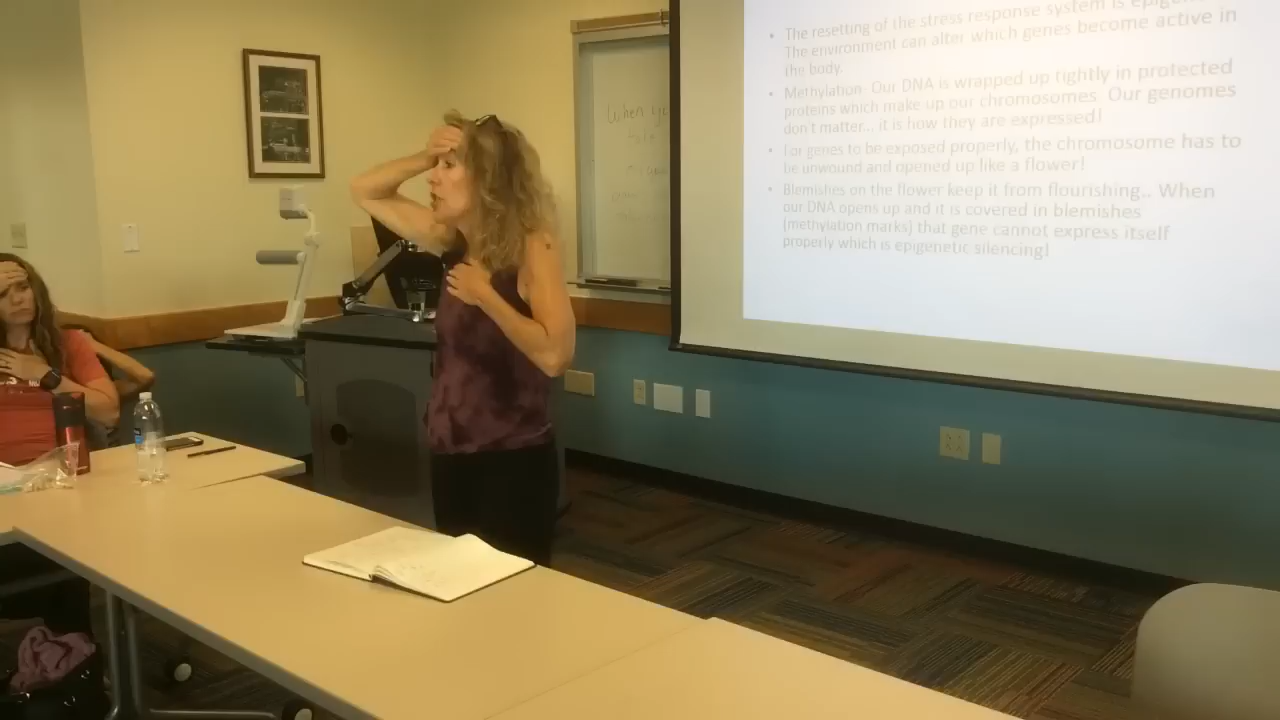 When yo
• The resetting of the stress response system is epigen
The environment can alter which genes become active in
the body.
• Methylation. Our DNA is wrapped up tightly in protected
proteins which make up our chromosomes. Our genomes
don't matter... it is how they are expressed!
• For genes to be exposed properly, the chromosome has to
be unwound and opened up like a flower!
• Blemishes on the flower keep it from flourishing.. When
our DNA opens up and it is covered in blemishes
(methylation marks) that gene cannot express itself
properly which is epigenetic silencing!